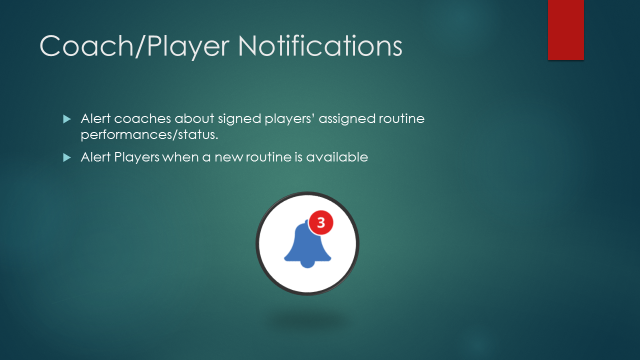 Coach/Player Notifications
Alert coaches about signed players' assigned routine
performances/status.
Alert Players when a new routine is available
3